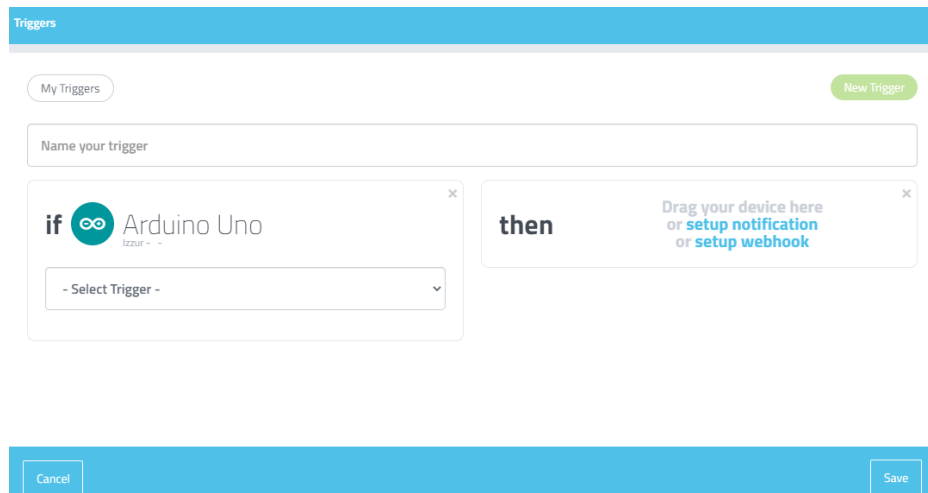 Triggers
My Triggers
New Trigger
Name your trigger
if Arduino Uno
Izzur - -
- Select Trigger -
then
Drag your device here
or setup notification
or setup webhook
Cancel
Save